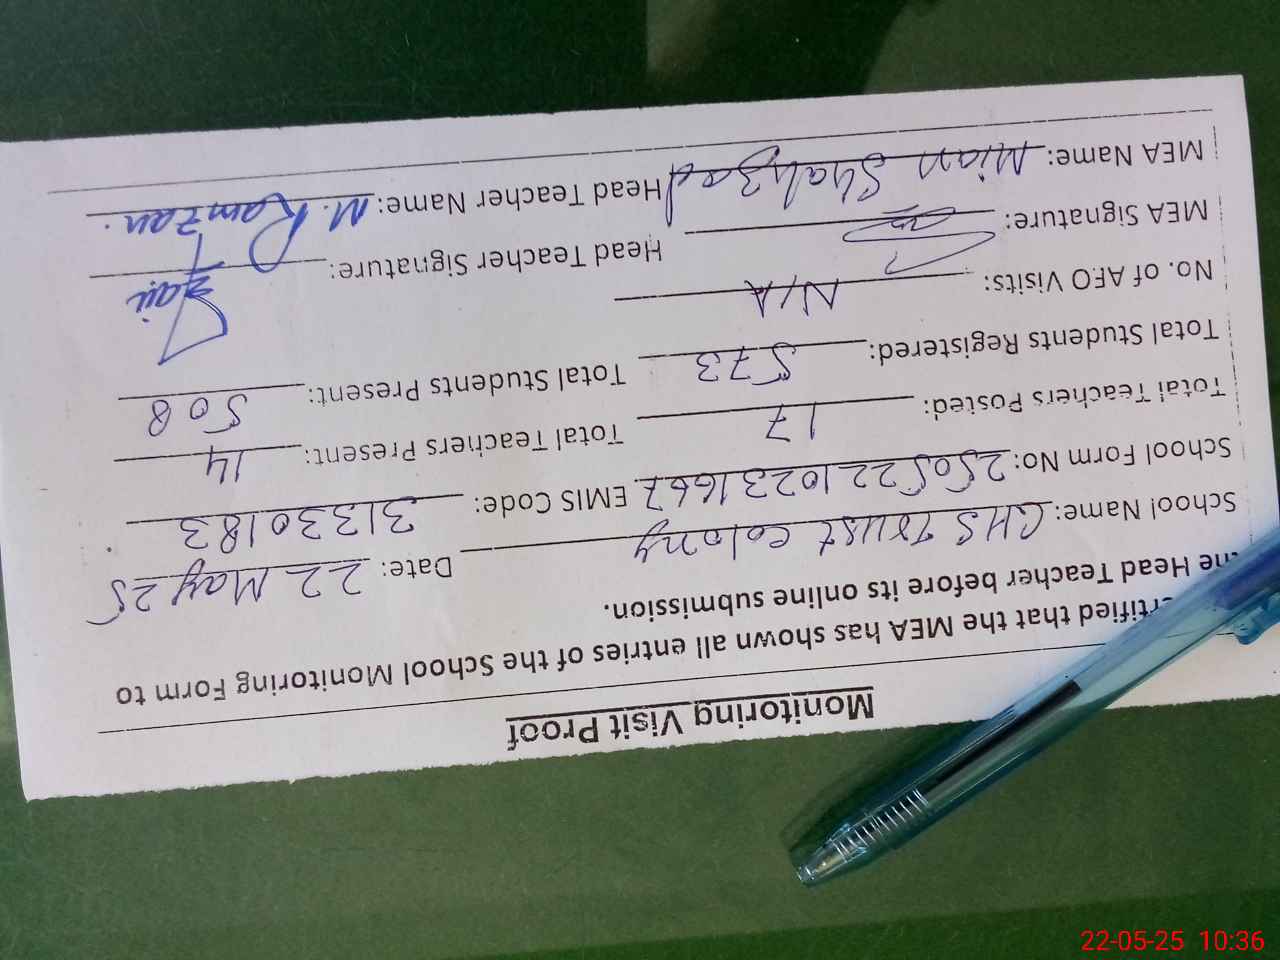 Monitoring Visit Proof
Certified that the MEA has shown all entries of the School Monitoring Form to
the Head Teacher before its online submission.
School Name: GHS Trust Colony Date: 22 May 25
School Form No: 25052210231667 EMIS Code: 31330183
Total Teachers Posted: 17 Total Teachers Present: 14
Total Students Registered: 573 Total Students Present: 508
No. of AFO Visits: N/A
MEA Signature: Head Teacher Signature:
MEA Name: Mian Shahzad Head Teacher Name: M. Ramzan.
22-05-25 10:36